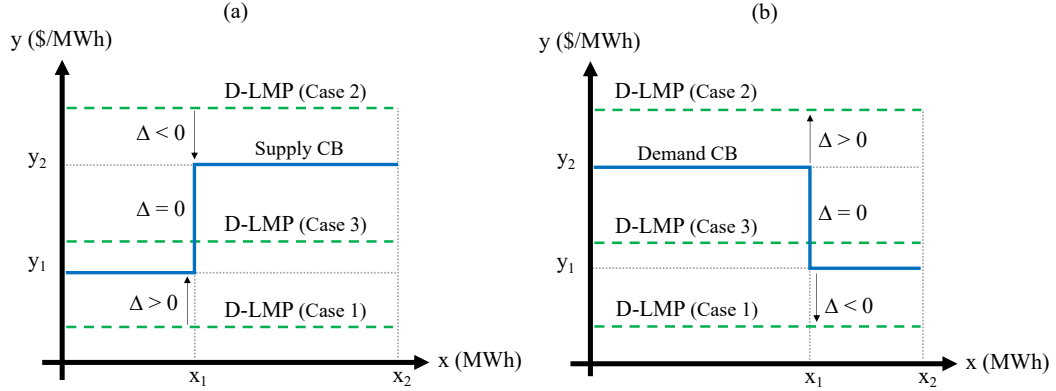 (a)
y ($/MWh)
D-LMP (Case 2)
Δ < 0
Supply CB
y2
Δ = 0
D-LMP (Case 3)
y1
Δ > 0
D-LMP (Case 1)
x (MWh)
x1
x2
(b)
y ($/MWh)
D-LMP (Case 2)
Δ > 0
y2
Demand CB
Δ = 0
D-LMP (Case 3)
y1
D-LMP (Case 1)
Δ < 0
x (MWh)
x1
x2